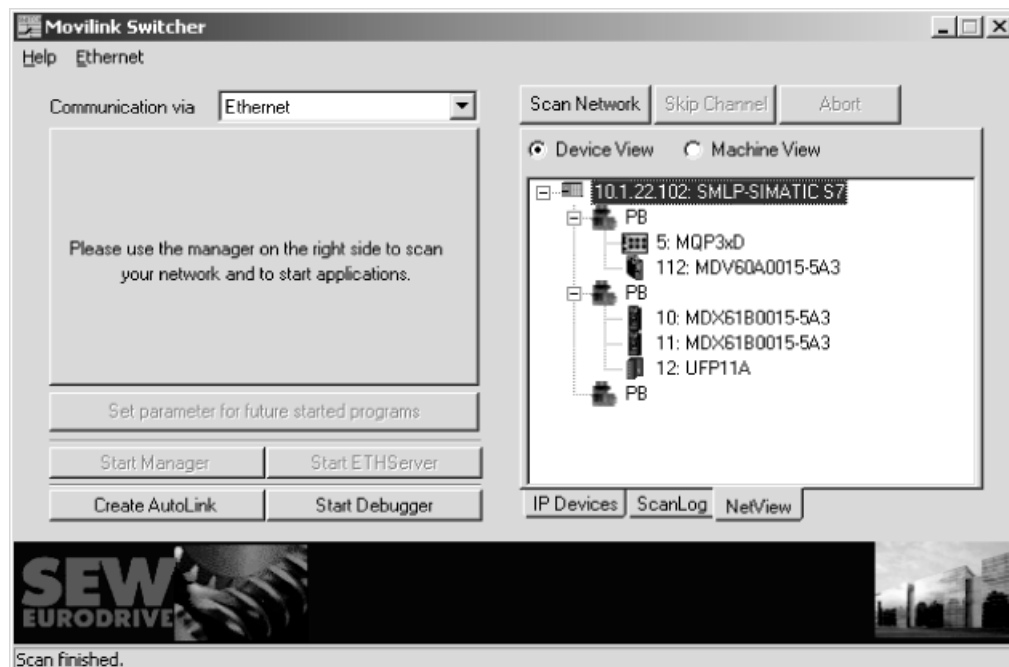 Movilink Switcher
Help Ethernet
Communication via Ethernet
Please use the manager on the right side to scan
your network and to start applications.
Set parameter for future started programs
Start Manager Start ETHServer
Create AutoLink Start Debugger
Scan Network Skip Channel Abort
Device View Machine View
10.1.22.102: SMLP-SIMATIC S7
PB
5: MQP3xD
112: MDV60A0015-5A3
PB
10: MDX61B0015-5A3
11: MDX61B0015-5A3
12: UFP11A
PB
IP Devices ScanLog NetView
SEW
EURODRIVE
Scan finished.